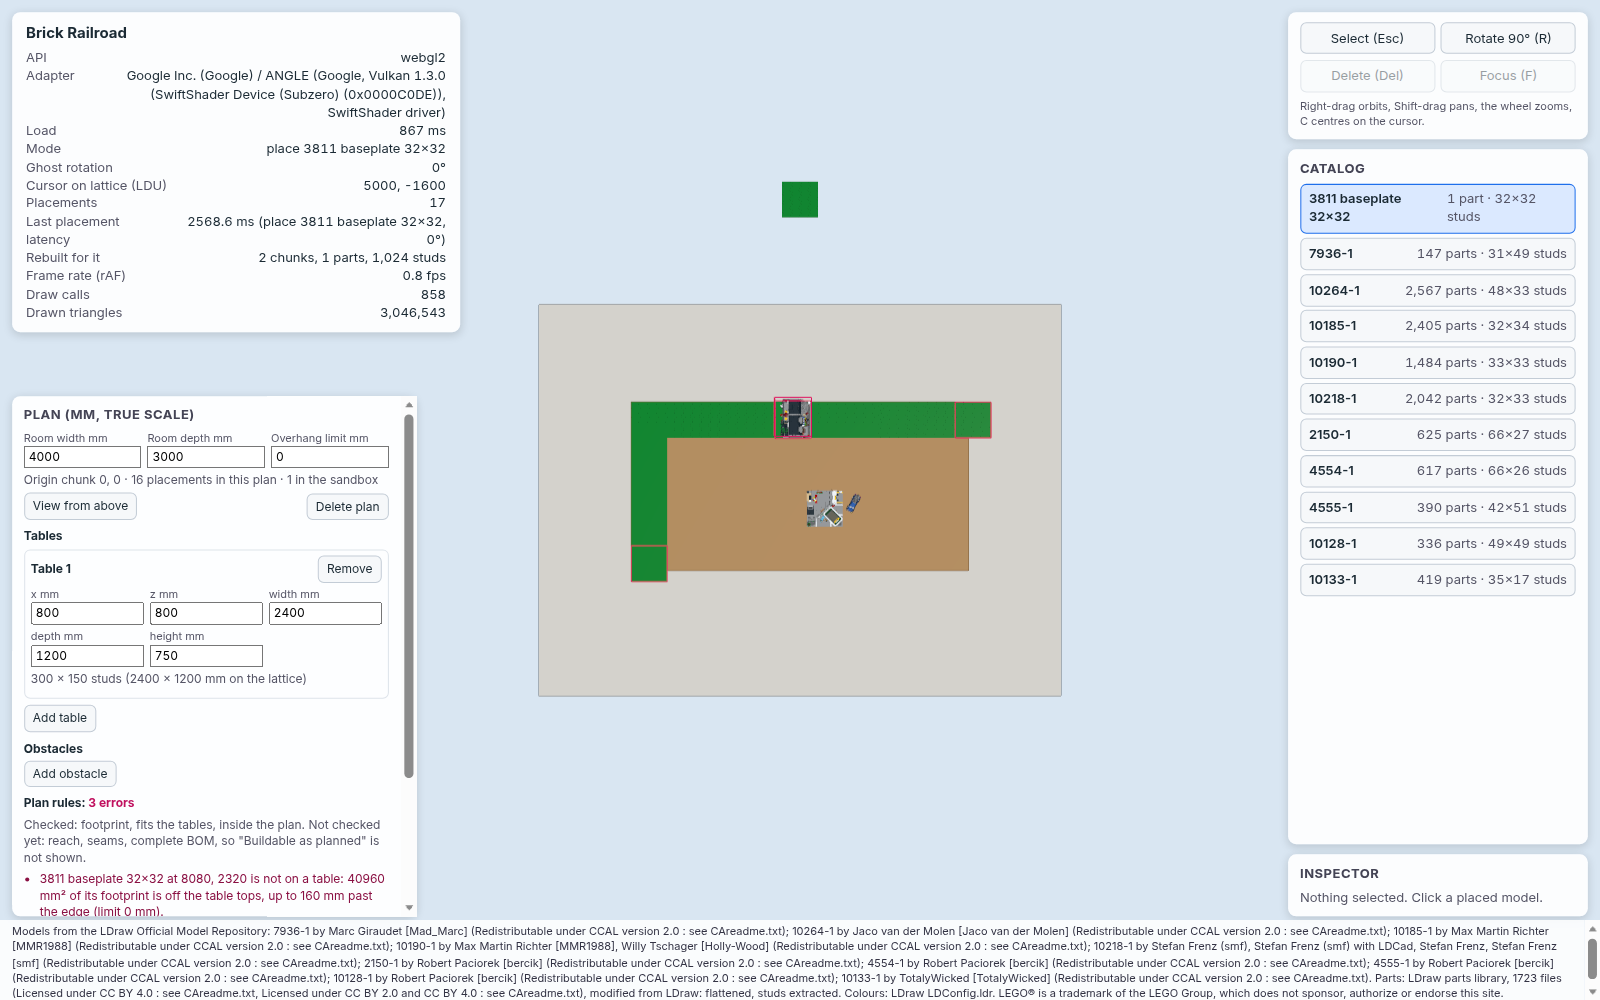 Brick Railroad
API webgl2
Adapter Google Inc. (Google) / ANGLE (Google, Vulkan 1.3.0
(SwiftShader Device (Subzero) (0x0000C0DE)),
SwiftShader driver)
Load 867 ms
Mode place 3811 baseplate 32×32
Ghost rotation 0°
Cursor on lattice (LDU) 5000, -1600
Placements 17
Last placement 2568.6 ms (place 3811 baseplate 32×32,
latency 0°)
Rebuilt for it 2 chunks, 1 parts, 1,024 studs
Frame rate (rAF) 0.8 fps
Draw calls 858
Drawn triangles 3,046,543
PLAN (MM, TRUE SCALE)
Room width mm Room depth mm Overhang limit mm
4000 3000 0
Origin chunk 0, 0 · 16 placements in this plan · 1 in the sandbox
View from above Delete plan
Tables
Table 1 Remove
x mm z mm width mm
800 800 2400
depth mm height mm
1200 750
300 × 150 studs (2400 × 1200 mm on the lattice)
Add table
Obstacles
Add obstacle
Plan rules: 3 errors
Checked: footprint, fits the tables, inside the plan. Not checked
yet: reach, seams, complete BOM, so "Buildable as planned" is
not shown.
• 3811 baseplate 32×32 at 8080, 2320 is not on a table: 40960
mm² of its footprint is off the table tops, up to 160 mm past
the edge (limit 0 mm).
Select (Esc) Rotate 90° (R)
Delete (Del) Focus (F)
Right-drag orbits, Shift-drag pans, the wheel zooms,
C centres on the cursor.
CATALOG
3811 baseplate 1 part · 32×32
32×32 studs
7936-1 147 parts · 31×49 studs
10264-1 2,567 parts · 48×33 studs
10185-1 2,405 parts · 32×34 studs
10190-1 1,484 parts · 33×33 studs
10218-1 2,042 parts · 33×33 studs
2150-1 625 parts · 66×27 studs
4554-1 617 parts · 66×26 studs
4555-1 390 parts · 42×51 studs
10128-1 336 parts · 49×49 studs
10133-1 419 parts · 35×17 studs
INSPECTOR
Nothing selected. Click a placed model.
Models from the LDraw Official Model Repository: 7936-1 by Marc Giraudet [Mad_Marc] (Redistributable under CCAL version 2.0 : see CAreadme.txt); 10264-1 by Jaco van der Molen [Jaco van der Molen] (Redistributable under CCAL version 2.0 : see CAreadme.txt); 10185-1 by Max Martin Richter
[MMR1988] (Redistributable under CCAL version 2.0 : see CAreadme.txt); 10190-1 by Max Martin Richter [MMR1988], Willy Tschager [Holly-Wood] (Redistributable under CCAL version 2.0 : see CAreadme.txt); 10218-1 by Stefan Frenz (smf), Stefan Frenz (smf) with LDCad, Stefan Frenz, Stefan Frenz
[smf] (Redistributable under CCAL version 2.0 : see CAreadme.txt); 2150-1 by Robert Paciorek [bercik] (Redistributable under CCAL version 2.0 : see CAreadme.txt); 4554-1 by Robert Paciorek [bercik] (Redistributable under CCAL version 2.0 : see CAreadme.txt); 4555-1 by Robert Paciorek [bercik]
(Redistributable under CCAL version 2.0 : see CAreadme.txt); 10128-1 by Robert Paciorek [bercik] (Redistributable under CCAL version 2.0 : see CAreadme.txt); 10133-1 by TotalyWicked [TotalyWicked] (Redistributable under CCAL version 2.0 : see CAreadme.txt). Parts: LDraw parts library, 1723 files
(Licensed under CC BY 4.0 : see CAreadme.txt, Licensed under CC BY 2.0 and CC BY 4.0 : see CAreadme.txt), modified from LDraw: flattened, studs extracted. Colours: LDraw LDConfig.ldr. LEGO® is a trademark of the LEGO Group, which does not sponsor, authorize or endorse this site.